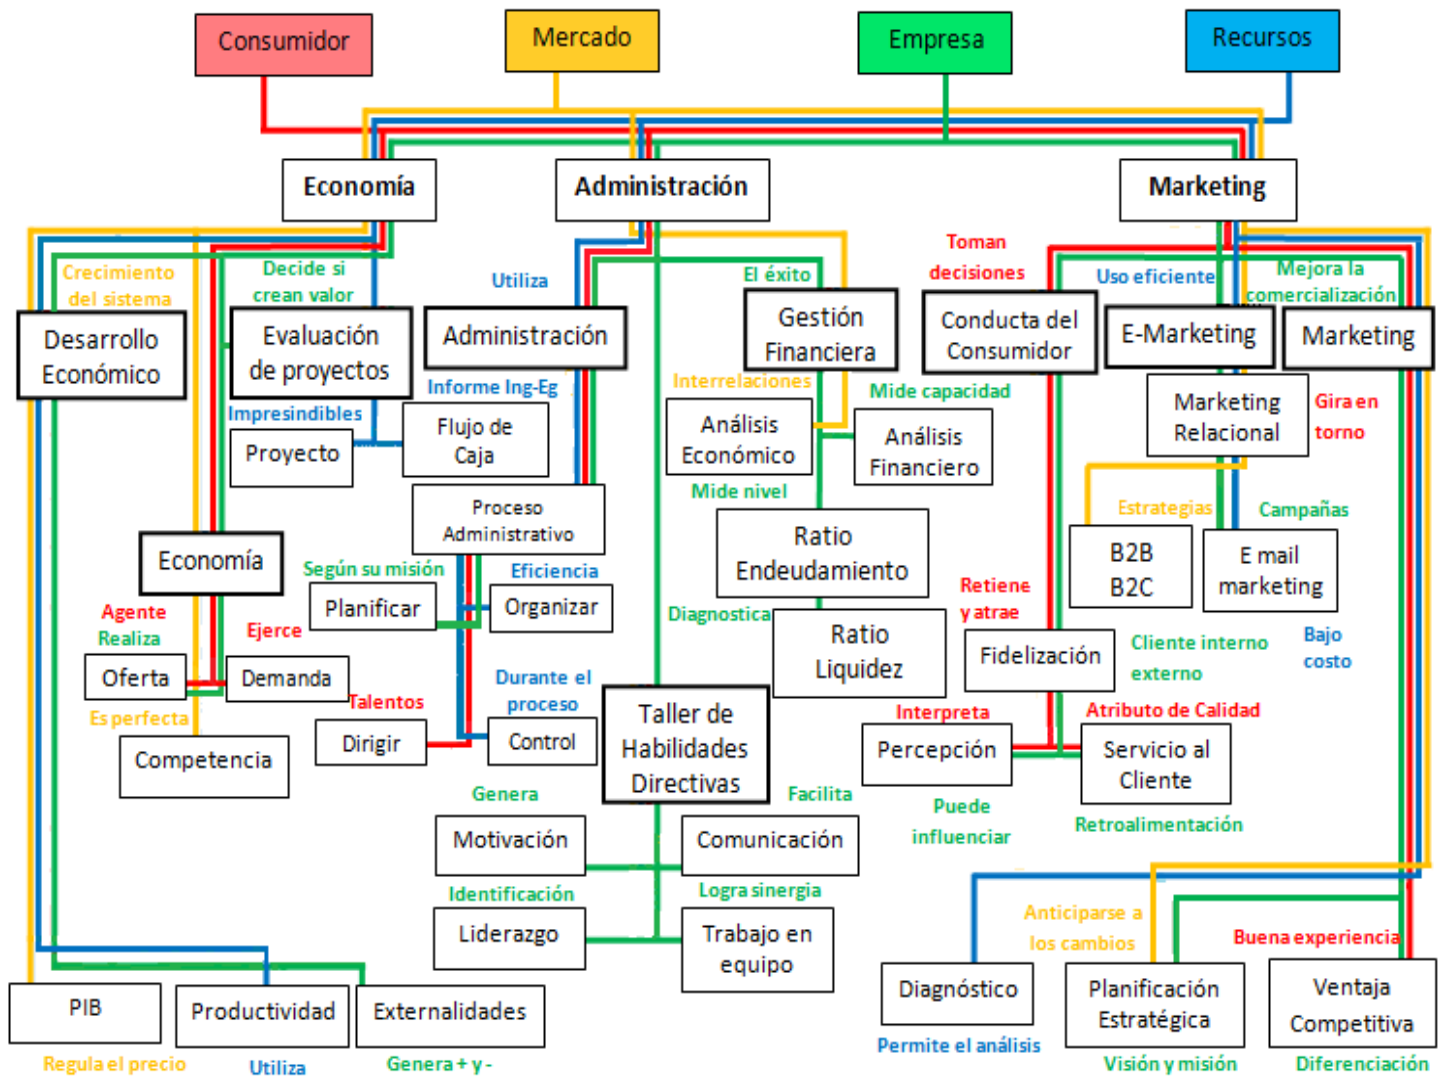 Consumidor
Mercado
Empresa
Recursos
Economía
Administración
Marketing
Crecimiento
del sistema
Decide si
crean valor
Utiliza
El éxito
Toman
decisiones
Uso eficiente
Mejora la
comercialización
Desarrollo
Económico
Evaluación
de proyectos
Administración
Gestión
Financiera
Conducta del
Consumidor
E-Marketing
Marketing
Impresindibles
Informe Ing-Eg
Interrelaciones
Mide capacidad
Proyecto
Flujo de
Caja
Análisis
Económico
Análisis
Financiero
Marketing
Relacional
Gira en
torno
Mide nivel
Proceso
Administrativo
Ratio
Endeudamiento
Estrategias
Campañas
B2B
B2C
E mail
marketing
Economía
Según su misión
Eficiencia
Planificar
Organizar
Diagnostica
Retiene
y atrae
Agente
Realiza
Ejerce
Ratio
Liquidez
Fidelización
Cliente interno
externo
Bajo
costo
Oferta
Demanda
Es perfecta
Talentos
Durante el
proceso
Competencia
Dirigir
Control
Taller de
Habilidades
Directivas
Interpreta
Atributo de Calidad
Percepción
Servicio al
Cliente
Puede
influenciar
Retroalimentación
Genera
Facilita
Motivación
Comunicación
Identificación
Logra sinergia
Liderazgo
Trabajo en
equipo
Anticiparse a
los cambios
Buena experiencia
PIB
Productividad
Externalidades
Diagnóstico
Planificación
Estratégica
Ventaja
Competitiva
Regula el precio
Utiliza
Genera + y -
Permite el análisis
Visión y misión
Diferenciación